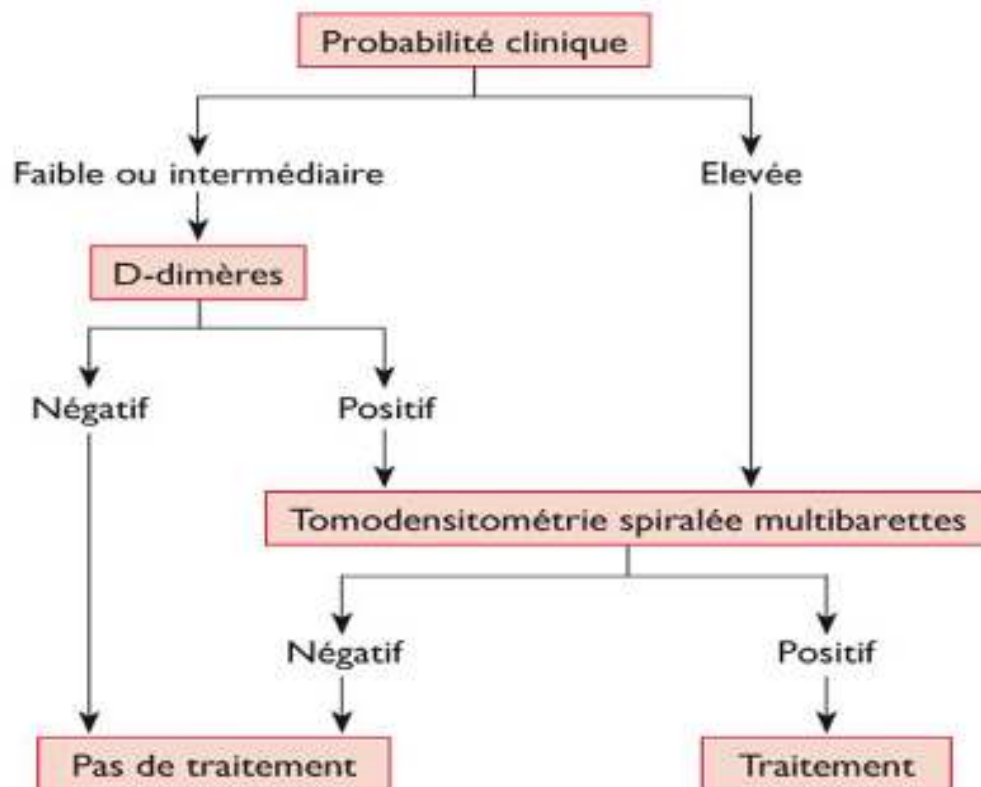 Probabilité clinique
Faible ou intermédiaire
Elevée
D-dimères
Négatif
Positif
Tomodensitométrie spiralée multibarettes
Négatif
Positif
Pas de traitement
Traitement